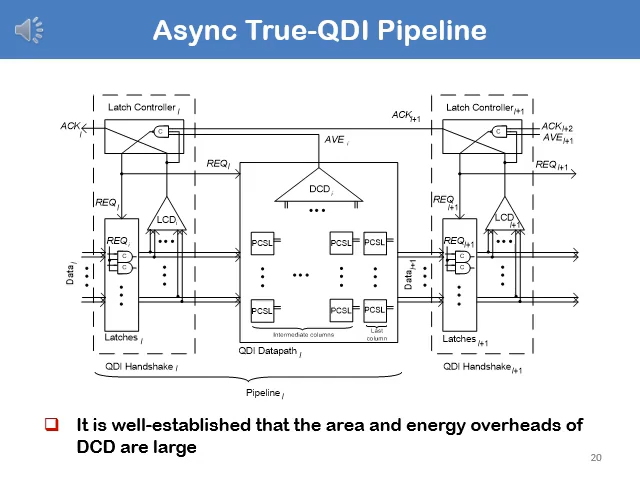 Async True-QDI Pipeline
Latch Controller i
Latch Controller i+1
ACK i
C
ACK i+1
C
ACK i+2
AVE i
AVE i+1
REQ i
REQ i+1
DCD i
REQ i
REQ i+1
LCD i
LCD i+1
REQ i
PCSL
PCSL
PCSL
REQ i+1
C
C
C
C
Data i
Data i+1
PCSL
PCSL
PCSL
Intermediate columns
Last
column
Latches i
QDI Datapath i
Latches i+1
QDI Handshake i
QDI Handshake i+1
Pipeline i
It is well-established that the area and energy overheads of
DCD are large
20